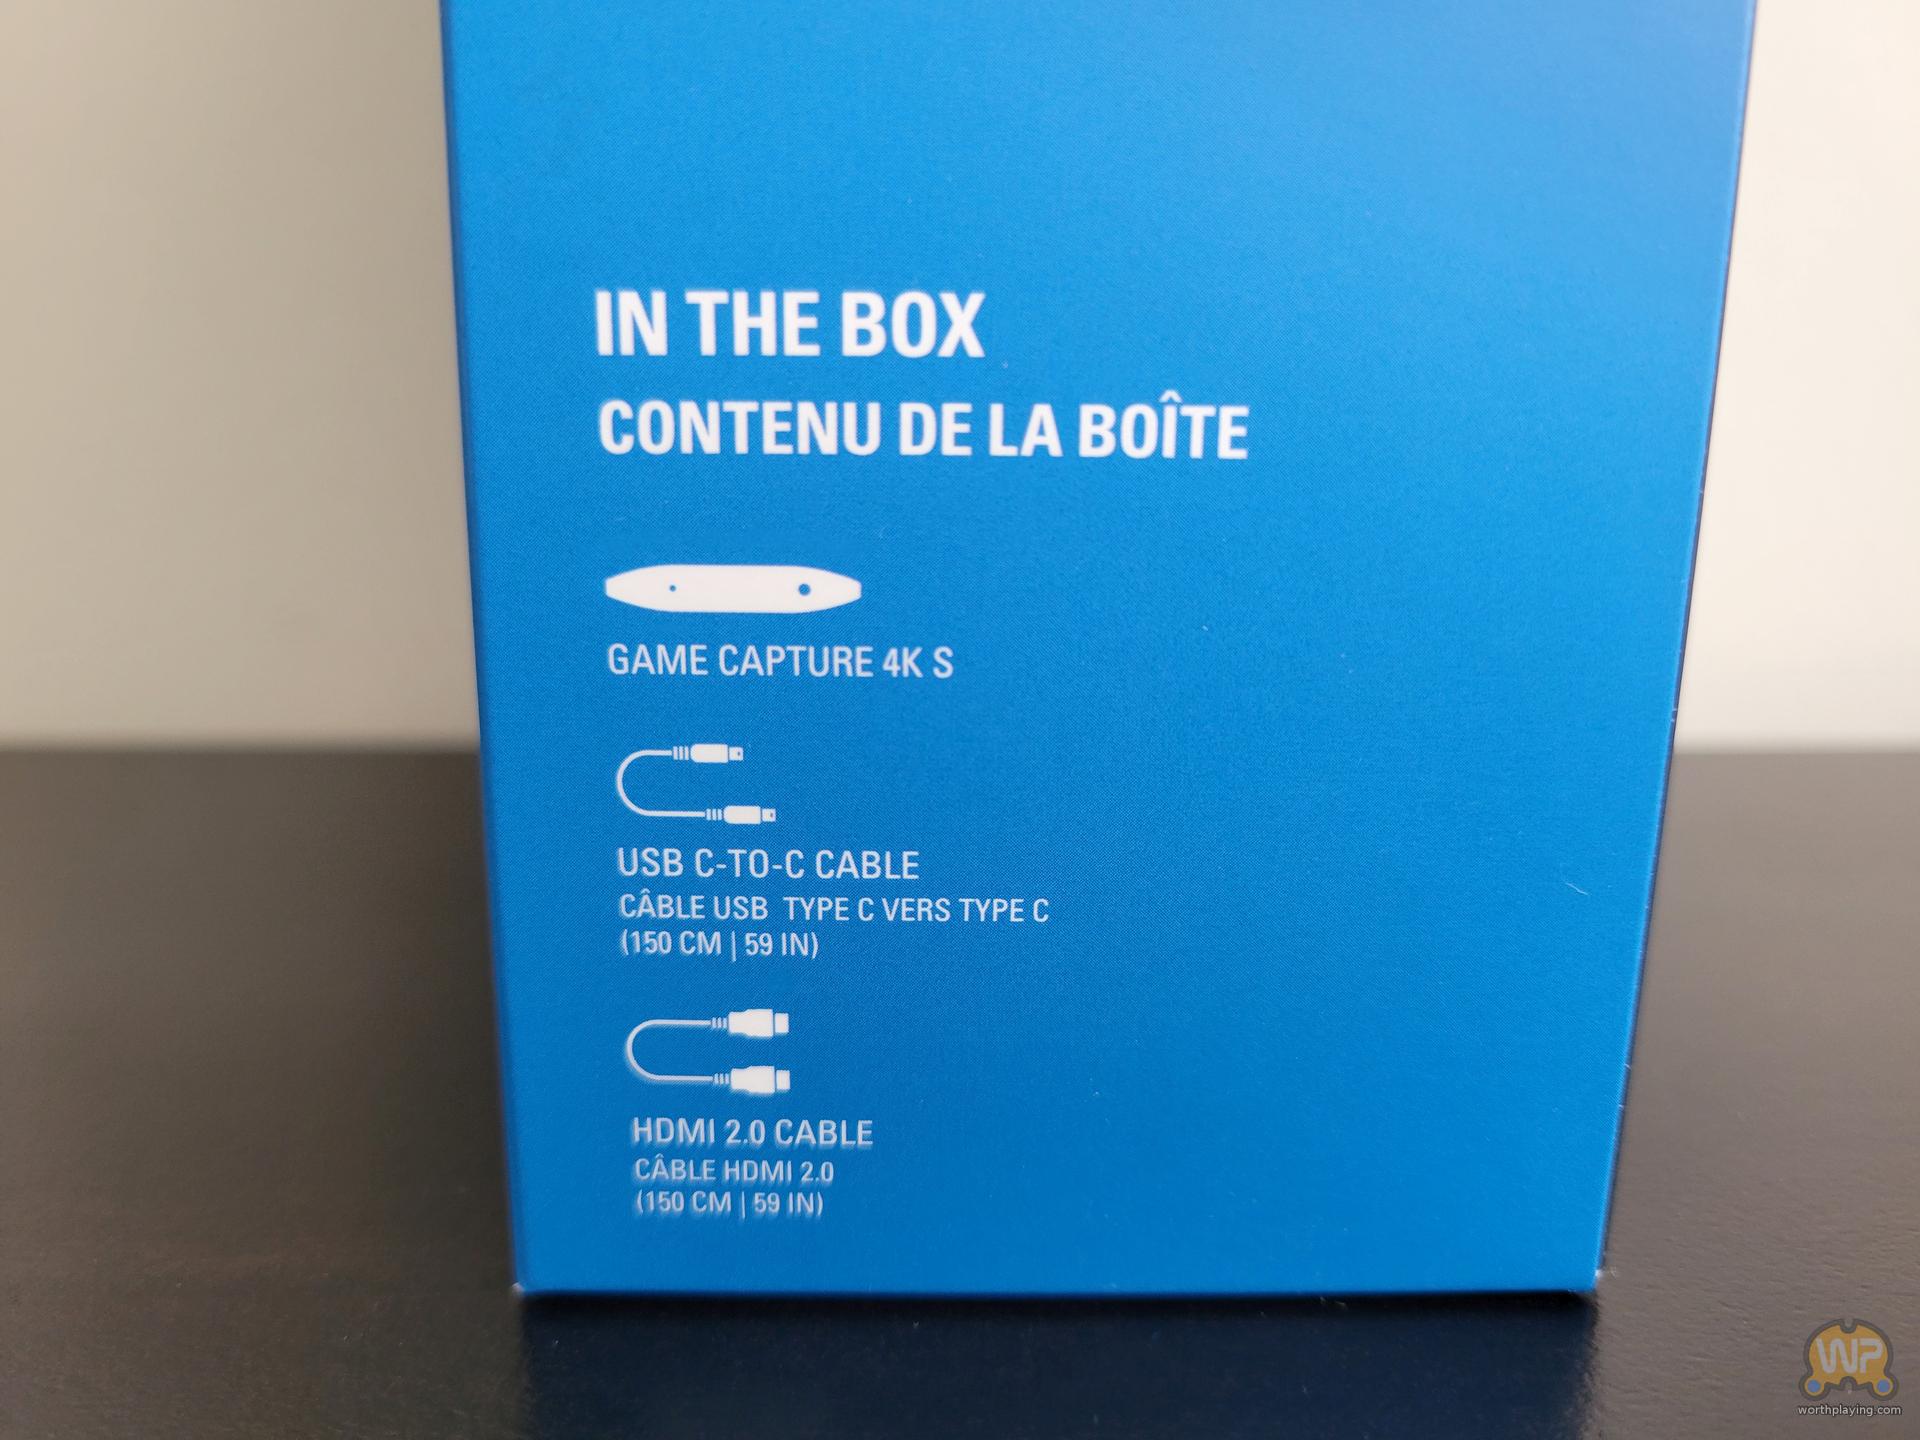 IN THE BOX
CONTENU DE LA BOÎTE
GAME CAPTURE 4K S
USB C-TO-C CABLE
CÂBLE USB TYPE C VERS TYPE C
(150 CM | 59 IN)
HDMI 2.0 CABLE
CÂBLE HDMI 2.0
(150 CM | 59 IN)
WP
worthplaying.com